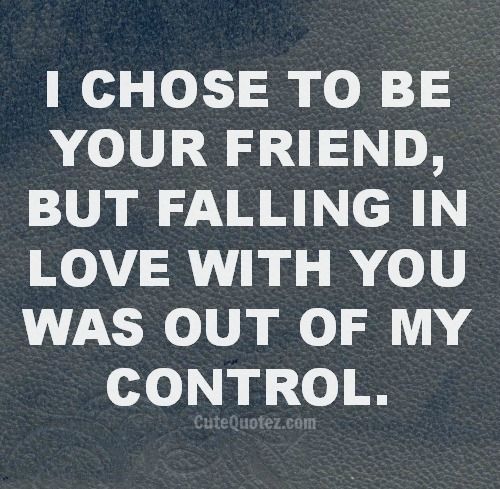 I CHOSE TO BE
YOUR FRIEND,
BUT FALLING IN
LOVE WITH YOU
WAS OUT OF MY
CONTROL.
CuteQuotez.com